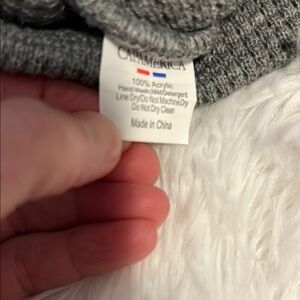 CAPAMERICA
100% Acrylic
Hand Wash, Mild Detergent
Line Dry/Do Not Machine Dry
Do Not Dry Clean
Made in China